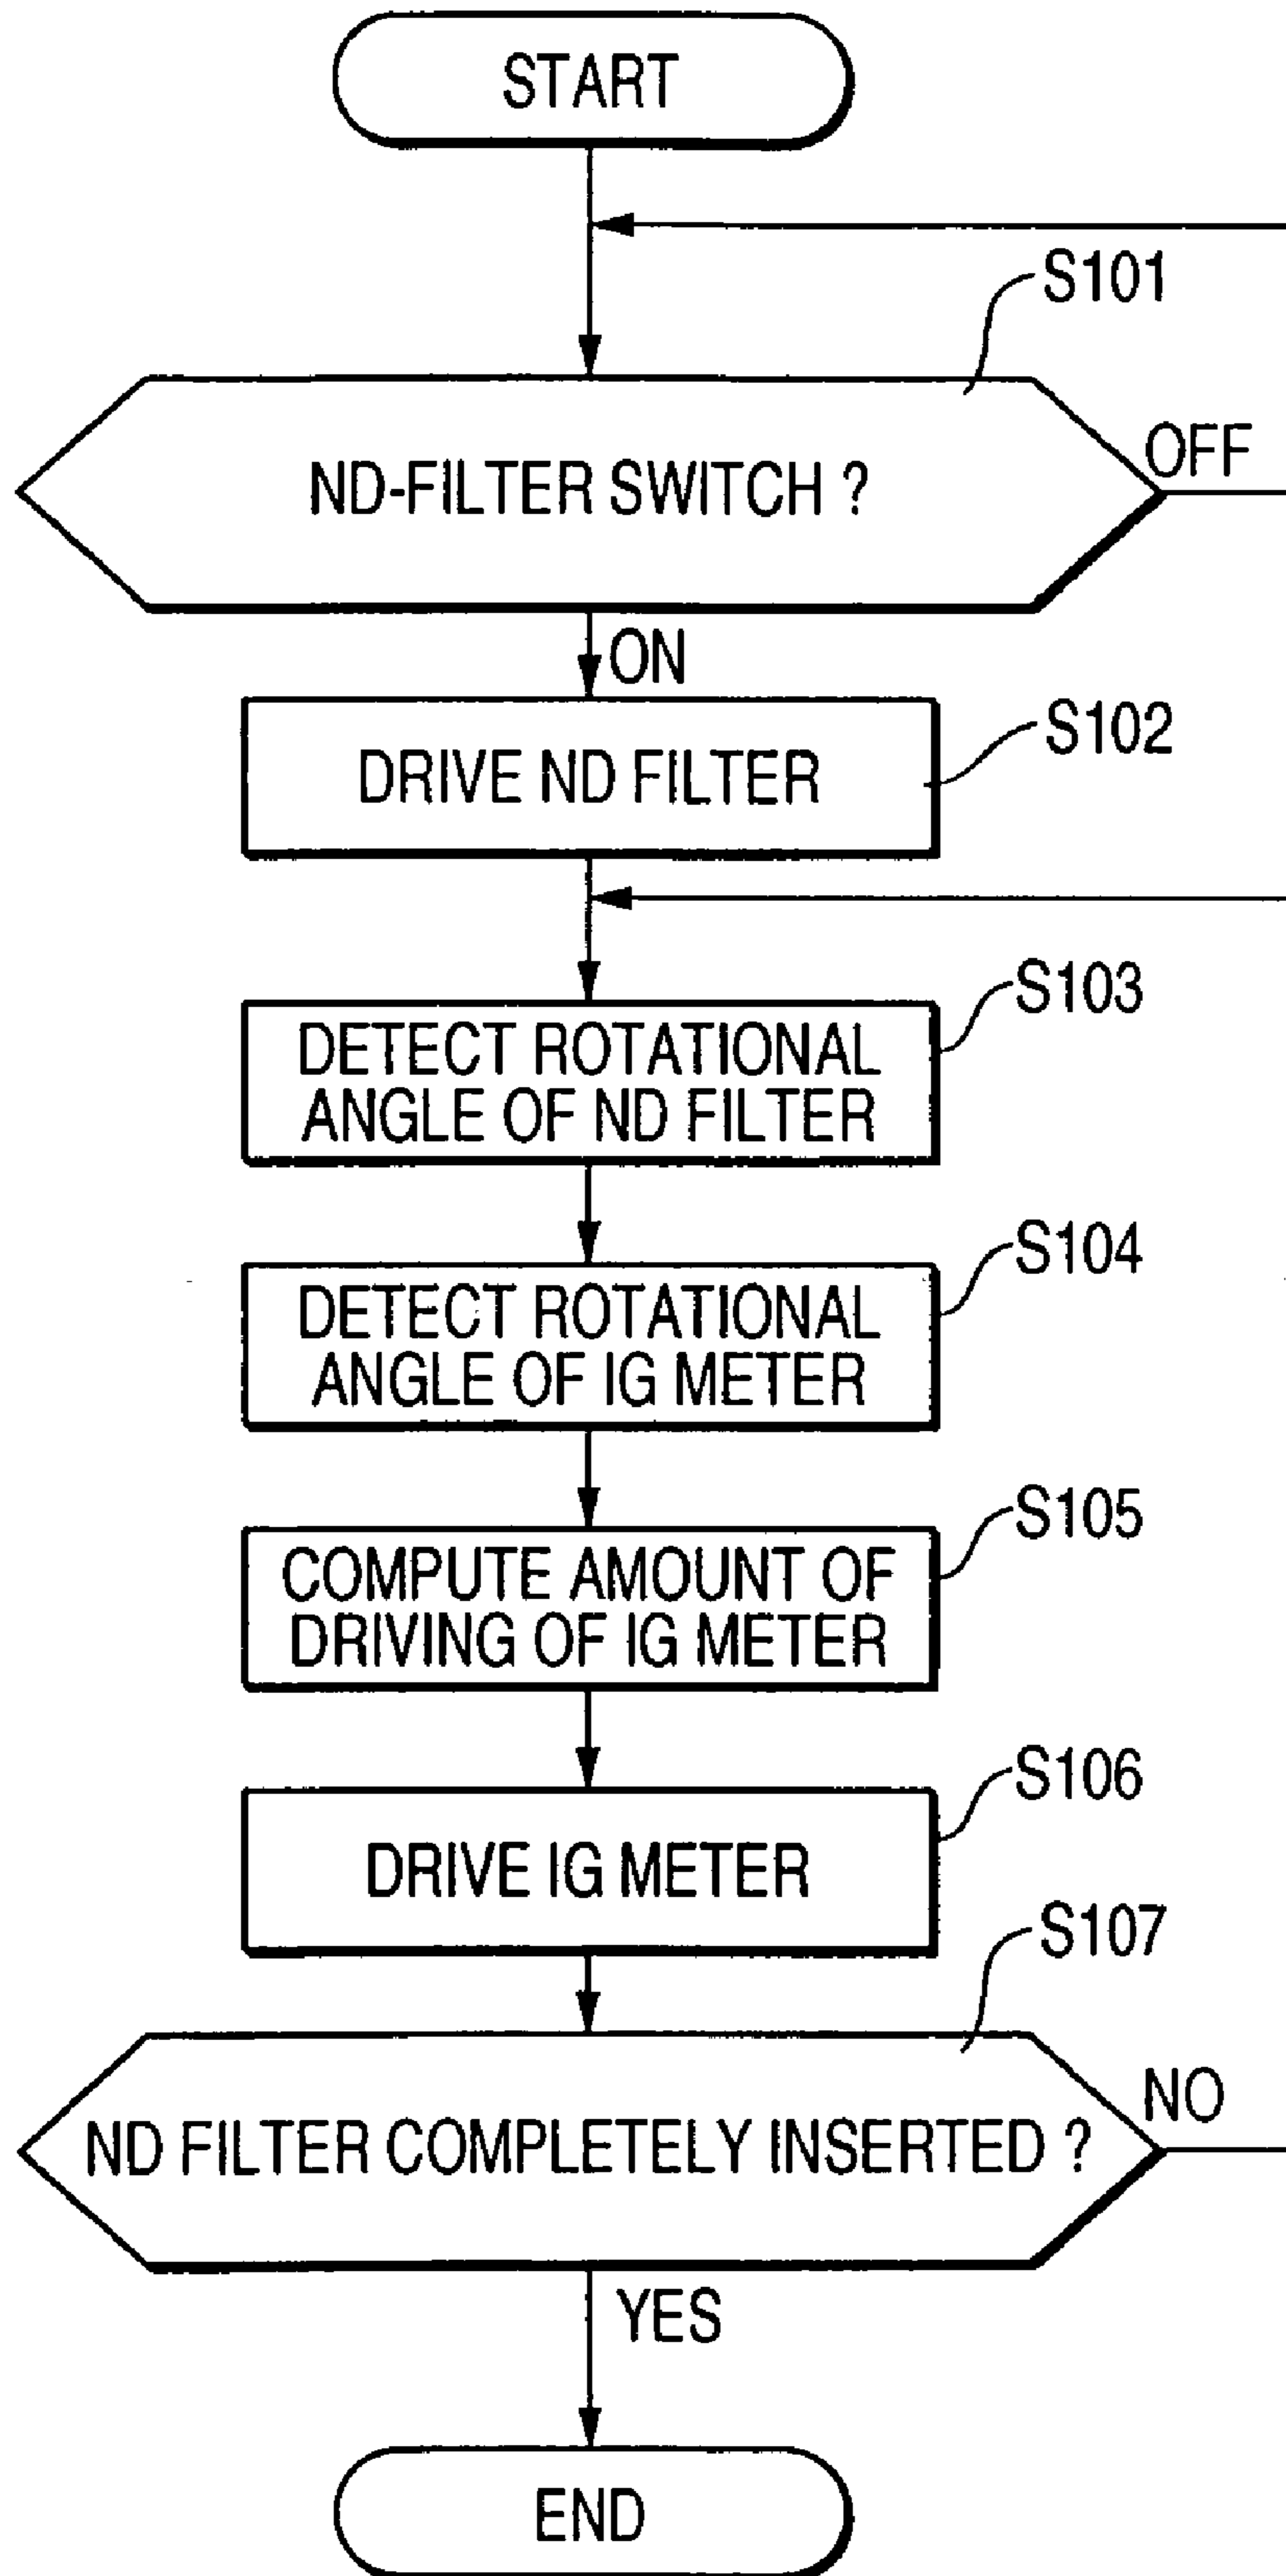 START
S101
ND-FILTER SWITCH ?
OFF
ON
DRIVE ND FILTER
S102
S103
DETECT ROTATIONAL
ANGLE OF ND FILTER
S104
DETECT ROTATIONAL
ANGLE OF IG METER
S105
COMPUTE AMOUNT OF
DRIVING OF IG METER
S106
DRIVE IG METER
S107
ND FILTER COMPLETELY INSERTED ?
NO
YES
END